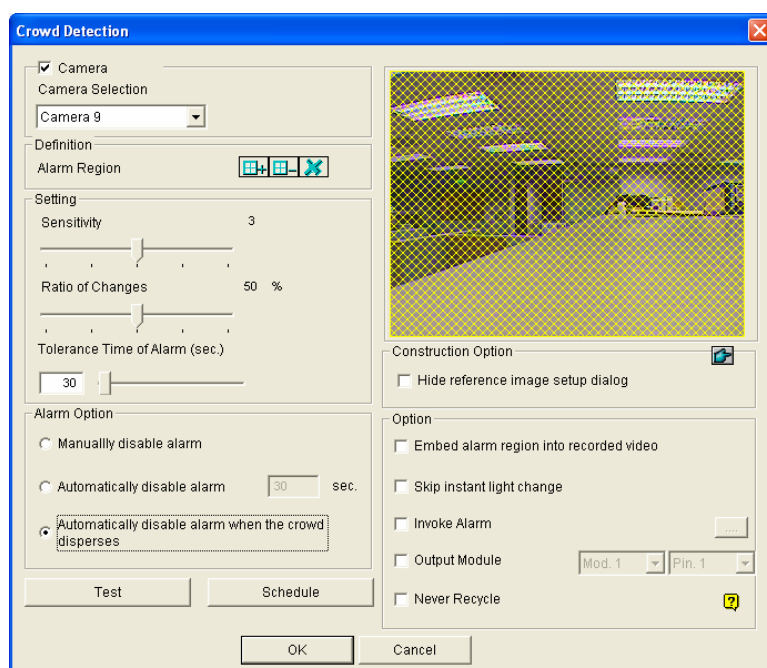 Crowd Detection
Camera
Camera Selection
Camera 9
Definition
Alarm Region
Setting
Sensitivity 3
Ratio of Changes 50 %
Tolerance Time of Alarm (sec.)
30
Alarm Option
Manuallly disable alarm
Automatically disable alarm 30 sec.
Automatically disable alarm when the crowd
disperses
Test Schedule
Construction Option
Hide reference image setup dialog
Option
Embed alarm region into recorded video
Skip instant light change
Invoke Alarm ....
Output Module Mod. 1 Pin. 1
Never Recycle ?
OK Cancel